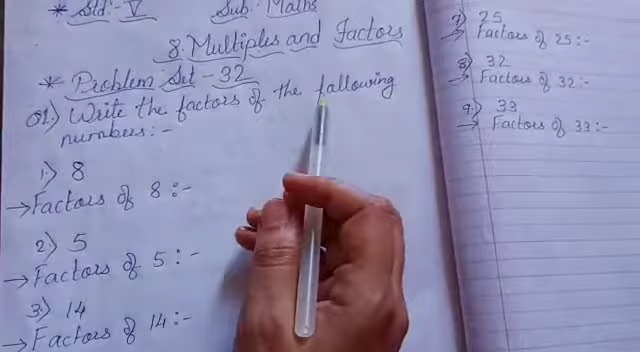 * Std:- V Sub:- Maths
8. Multiples and Factors
* Problem Set - 32
Q1.) Write the factors of the fallowing
numbers:-
1.) 8
→ Factors of 8 :-
2.) 5
→ Factors of 5 :-
3.) 14
→ Factors of 14 :-
7.) 25
→ Factors of 25 :-
8.) 32
→ Factors of 32 :-
9.) 33
→ Factors of 33 :-